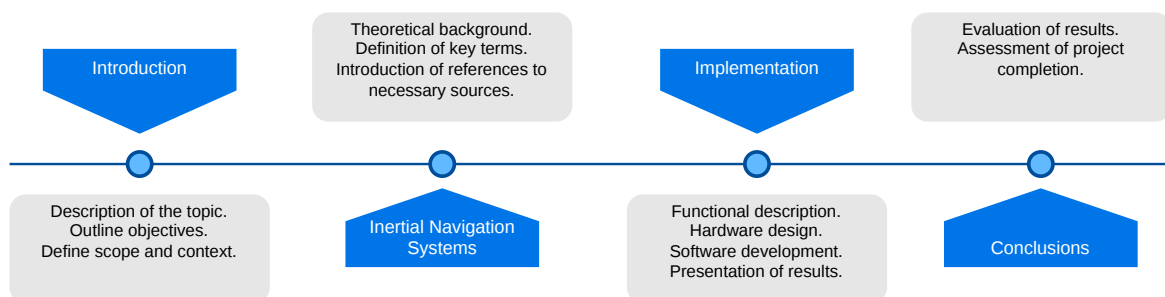 Introduction
Description of the topic.
Outline objectives.
Define scope and context.
Theoretical background.
Definition of key terms.
Introduction of references to
necessary sources.
Inertial Navigation
Systems
Implementation
Functional description.
Hardware design.
Software development.
Presentation of results.
Evaluation of results.
Assessment of project
completion.
Conclusions